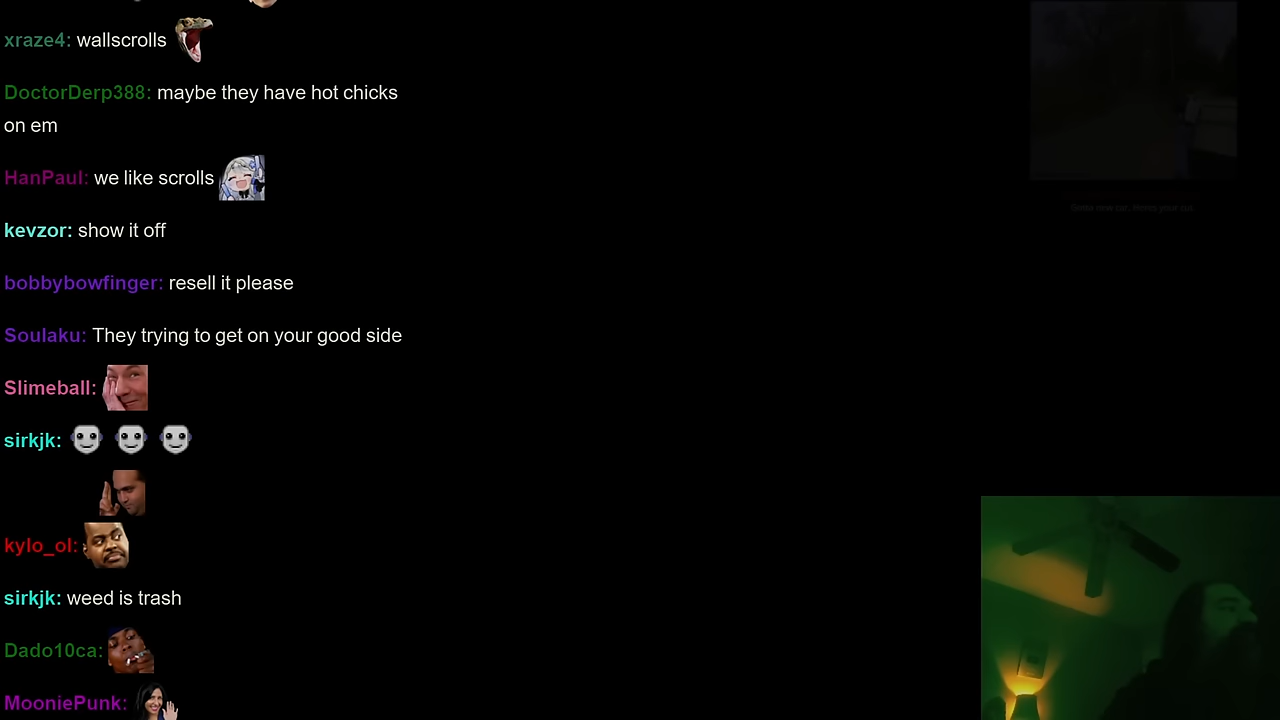 xraze4: wallscrolls
DoctorDerp388: maybe they have hot chicks
on em
HanPaul: we like scrolls
kevzor: show it off
bobbybowfinger: resell it please
Soulaku: They trying to get on your good side
Slimeball:
sirkjk:
kylo_ol:
sirkjk: weed is trash
Dado10ca:
MooniePunk: